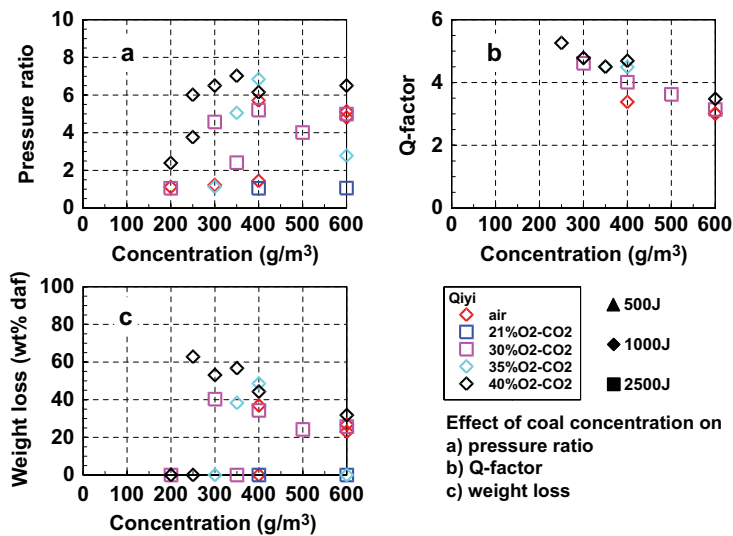 a
10
8
6
4
2
0
Pressure ratio
0 100 200 300 400 500 600
Concentration (g/m³)
b
6
4
2
0
Q-factor
0 100 200 300 400 500 600
Concentration (g/m³)
c
100
80
60
40
20
0
Weight loss (wt% daf)
0 100 200 300 400 500 600
Concentration (g/m³)
Qiyi
air
21%O2-CO2
30%O2-CO2
35%O2-CO2
40%O2-CO2
500J
1000J
2500J
Effect of coal concentration on
a) pressure ratio
b) Q-factor
c) weight loss